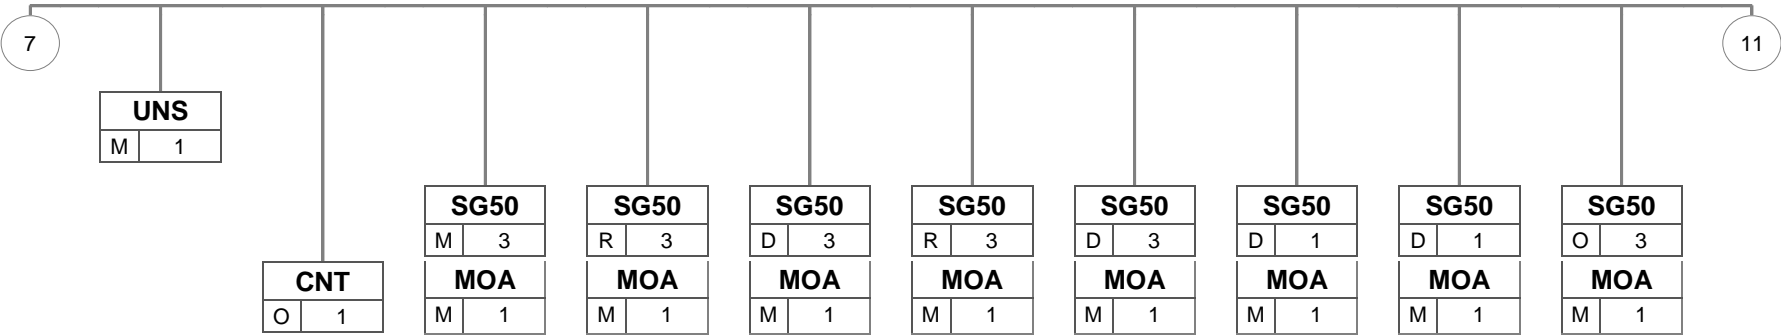 7 11
UNS
M 1
SG50 SG50 SG50 SG50 SG50 SG50 SG50 SG50
M 3 R 3 D 3 R 3 D 3 D 1 D 1 O 3
CNT MOA MOA MOA MOA MOA MOA MOA MOA
O 1 M 1 M 1 M 1 M 1 M 1 M 1 M 1 M 1